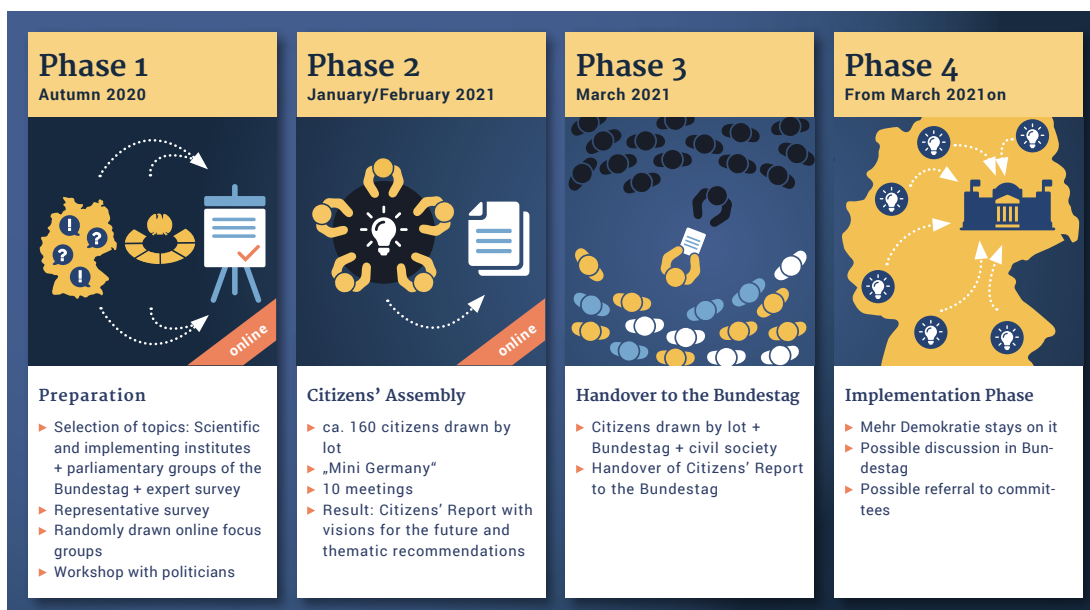 Phase 1
Autumn 2020
!
?
?
!
online
Preparation
▶ Selection of topics: Scientific
and implementing institutes
+ parliamentary groups of the
Bundestag + expert survey
▶ Representative survey
▶ Randomly drawn online focus
groups
▶ Workshop with politicians
Phase 2
January/February 2021
online
Citizens’ Assembly
▶ ca. 160 citizens drawn by
lot
▶ „Mini Germany“
▶ 10 meetings
▶ Result: Citizens’ Report with
visions for the future and
thematic recommendations
Phase 3
March 2021
Handover to the Bundestag
▶ Citizens drawn by lot +
Bundestag + civil society
▶ Handover of Citizens’ Report
to the Bundestag
Phase 4
From March 2021on
Implementation Phase
▶ Mehr Demokratie stays on it
▶ Possible discussion in Bun-
destag
▶ Possible referral to commit-
tees